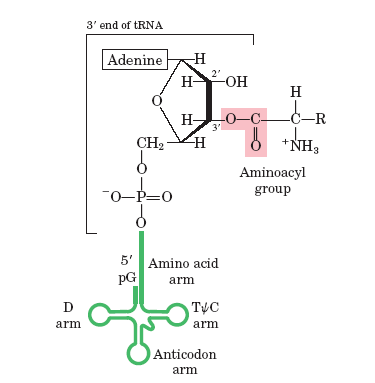 3′ end of tRNA
Adenine
H
H 2′ OH
O
H
H 3′ O—C—C—R
O +NH3
CH2 H
Aminoacyl
group
O
−O—P=O
O
5′
pG
Amino acid
arm
D
arm
TψC
arm
Anticodon
arm